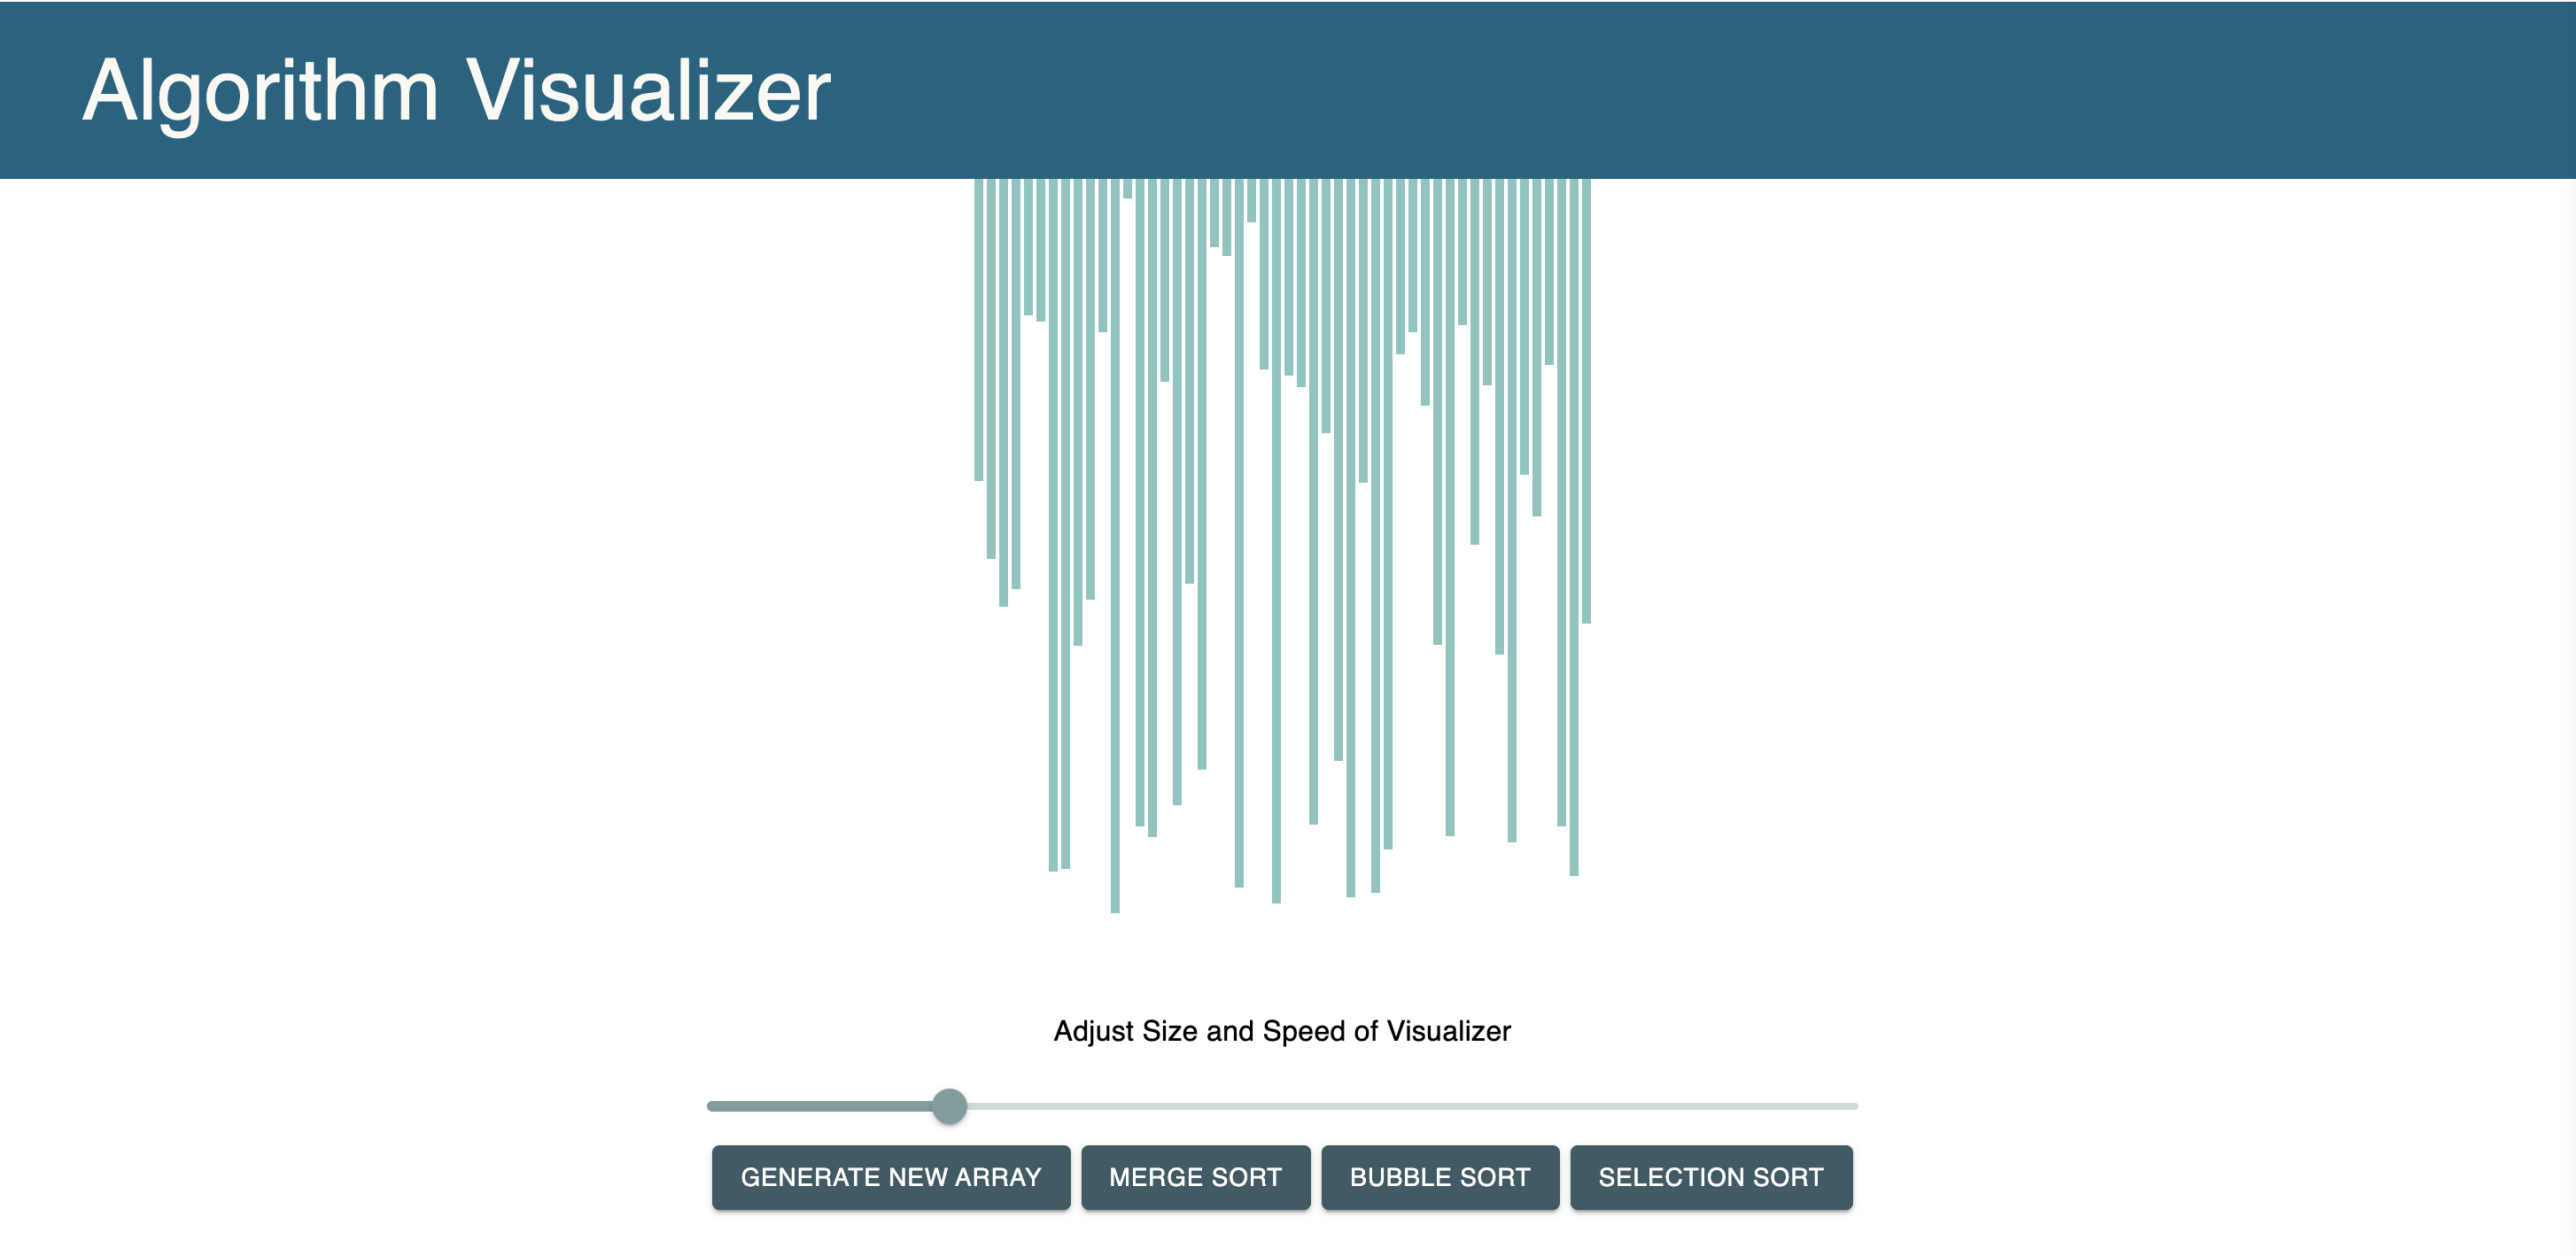 Algorithm Visualizer
Adjust Size and Speed of Visualizer
GENERATE NEW ARRAY MERGE SORT BUBBLE SORT SELECTION SORT